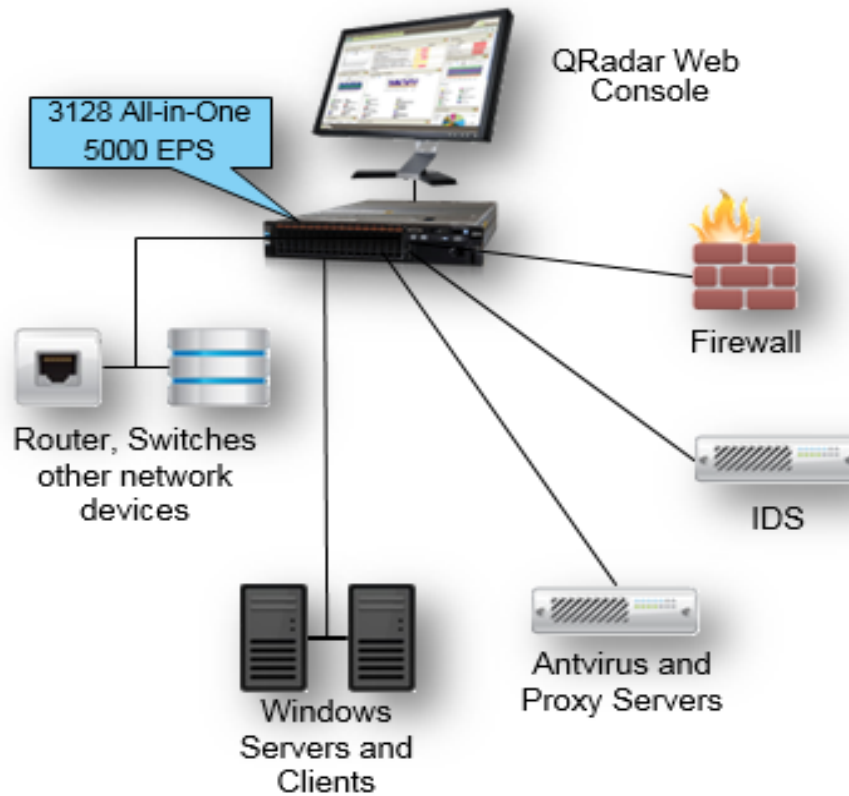 QRadar Web
Console
3128 All-in-One
5000 EPS
Firewall
Router, Switches
other network
devices
IDS
Antvirus and
Proxy Servers
Windows
Servers and
Clients